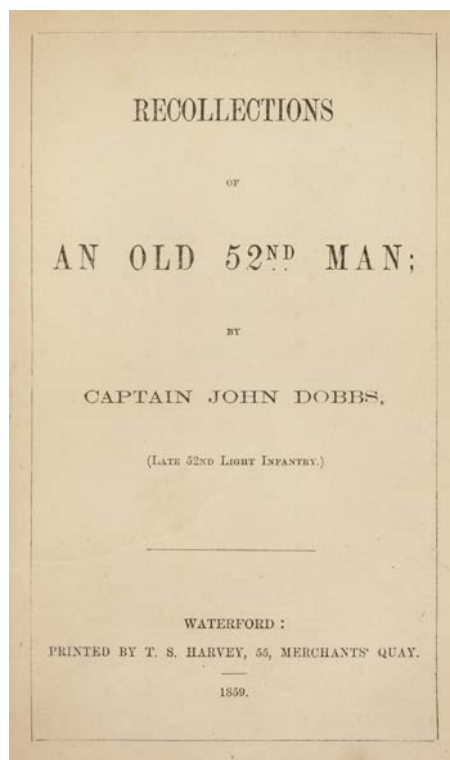 RECOLLECTIONS
OF
AN OLD 52ND MAN;
BY
CAPTAIN JOHN DOBBS,
(LATE 52ND LIGHT INFANTRY.)
WATERFORD:
PRINTED BY T. S. HARVEY, 55, MERCHANTS' QUAY.
1859.